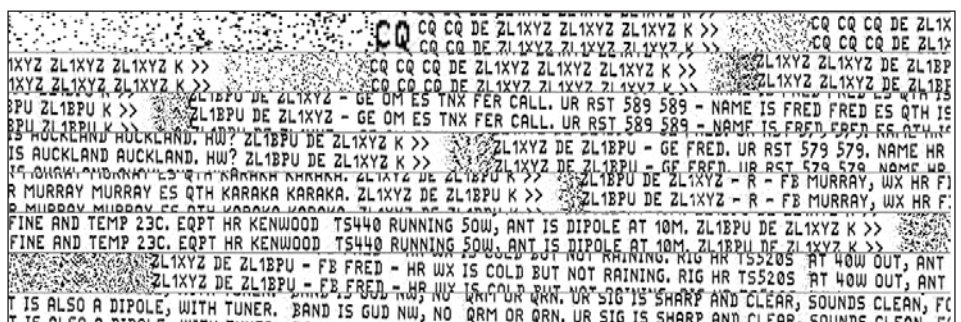 CQ CQ CQ DE ZL1XYZ ZL1XYZ ZL1XYZ K >> CQ CQ DE ZL1X
1XYZ ZL1XYZ ZL1XYZ K >> CQ CQ CQ DE ZL1XYZ ZL1XYZ ZL1XYZ K >> ZL1XYZ ZL1XYZ DE ZL1BP
BPU ZL1BPU K >> ZL1BPU DE ZL1XYZ - GE OM ES TNX FER CALL. UR RST 589 589 - NAME IS FRED FRED ES QTH IS
IS AUCKLAND AUCKLAND. HW? ZL1BPU DE ZL1XYZ K >> ZL1XYZ DE ZL1BPU - GE FRED. UR RST 579 579. NAME HR
R MURRAY MURRAY ES QTH KARAKA KARAKA. ZL1XYZ DE ZL1BPU K >> ZL1BPU DE ZL1XYZ - R - FB MURRAY, WX HR FI
FINE AND TEMP 23C. EQPT HR KENWOOD TS440 RUNNING 50W, ANT IS DIPOLE AT 10M. ZL1BPU DE ZL1XYZ K >>
ZL1XYZ DE ZL1BPU - FB FRED - HR WX IS COLD BUT NOT RAINING. RIG HR TS520S AT 40W OUT, ANT
T IS ALSO A DIPOLE, WITH TUNER. BAND IS GUD NW, NO QRM OR QRN. UR SIG IS SHARP AND CLEAR, SOUNDS CLEAN, FO